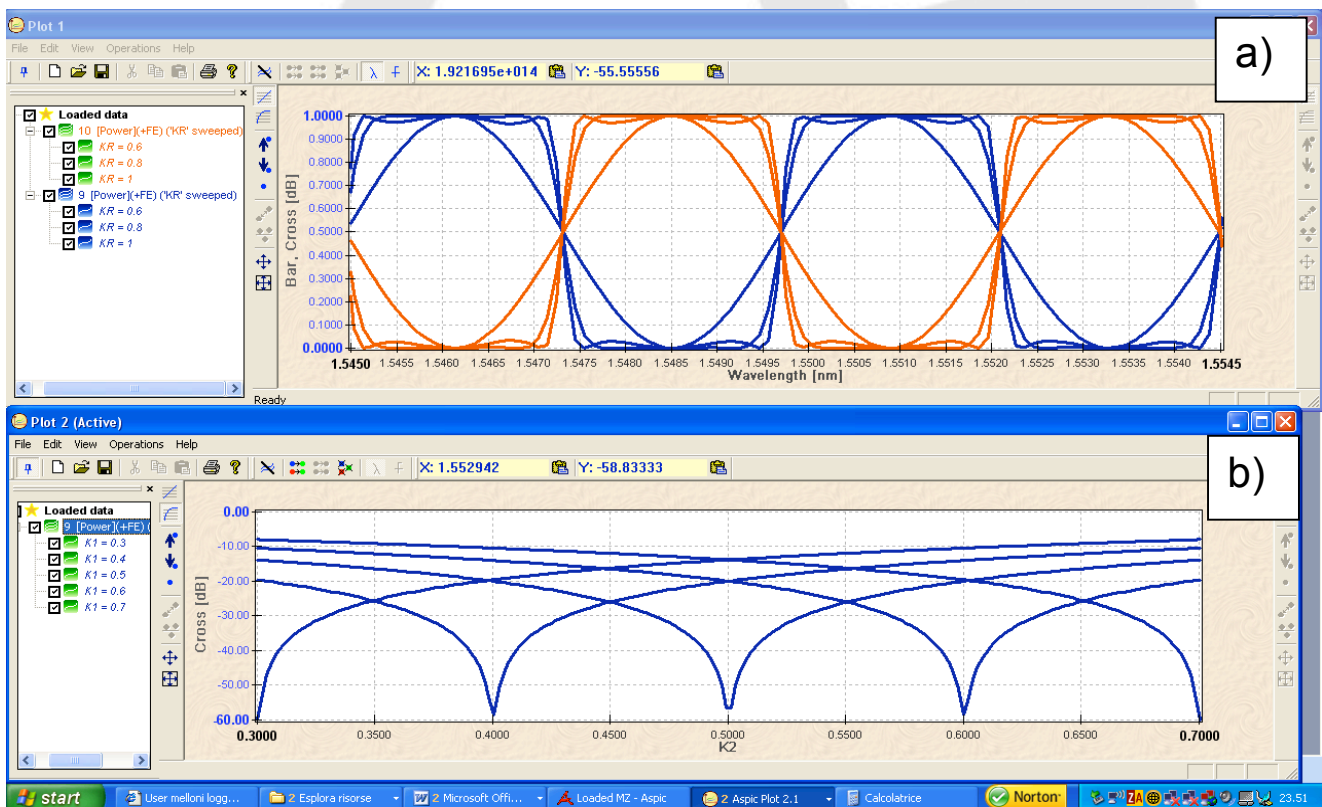 Plot 1
a)
File Edit View Operations Help
X: 1.921695e+014 Y: -55.55556
Loaded data
10 [Power](+FE) ('KR' sweeped)
KR = 0.6
KR = 0.8
KR = 1
9 [Power](+FE) ('KR' sweeped)
KR = 0.6
KR = 0.8
KR = 1
Bar, Cross [dB]
1.0000
0.9000
0.8000
0.7000
0.6000
0.5000
0.4000
0.3000
0.2000
0.1000
0.0000
1.5450 1.5455 1.5460 1.5465 1.5470 1.5475 1.5480 1.5485 1.5490 1.5495 1.5500 1.5505 1.5510 1.5515 1.5520 1.5525 1.5530 1.5535 1.5540 1.5545
Wavelength [nm]
Ready
Plot 2 (Active)
b)
File Edit View Operations Help
X: 1.552942 Y: -58.83333
Loaded data
9 [Power](+FE) (
K1 = 0.3
K1 = 0.4
K1 = 0.5
K1 = 0.6
K1 = 0.7
Cross [dB]
0.00
-10.00
-20.00
-30.00
-40.00
-50.00
-60.00
0.3000 0.3500 0.4000 0.4500 0.5000 0.5500 0.6000 0.6500 0.7000
K2
start User melloni logg... 2 Esplora risorse 2 Microsoft Offi... Loaded MZ - Aspic 2 Aspic Plot 2.1 Calcolatrice Norton 23.51